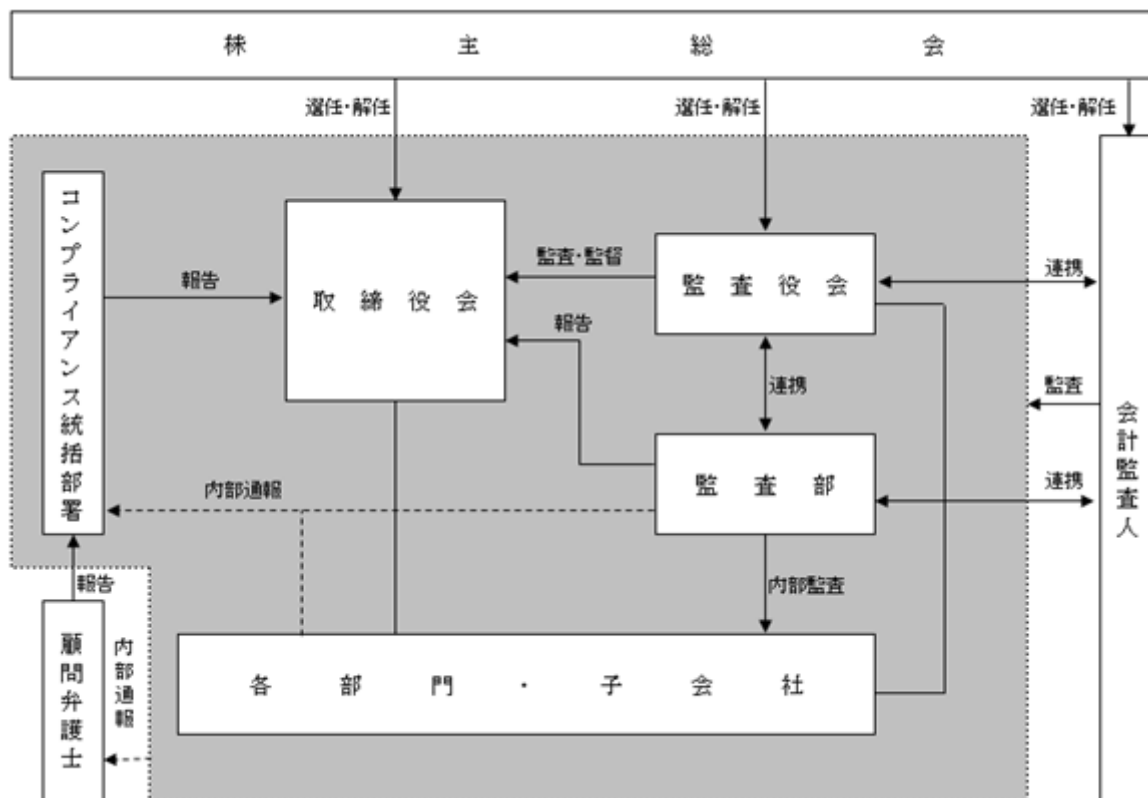 株主総会
選任・解任
選任・解任
選任・解任
コンプライアンス統括部署
報告
取締役会
監査・監督
監査役会
連携
報告
連携
監査
会計監査人
内部通報
監査部
連携
報告
内部監査
顧問弁護士
内部通報
各部門・子会社